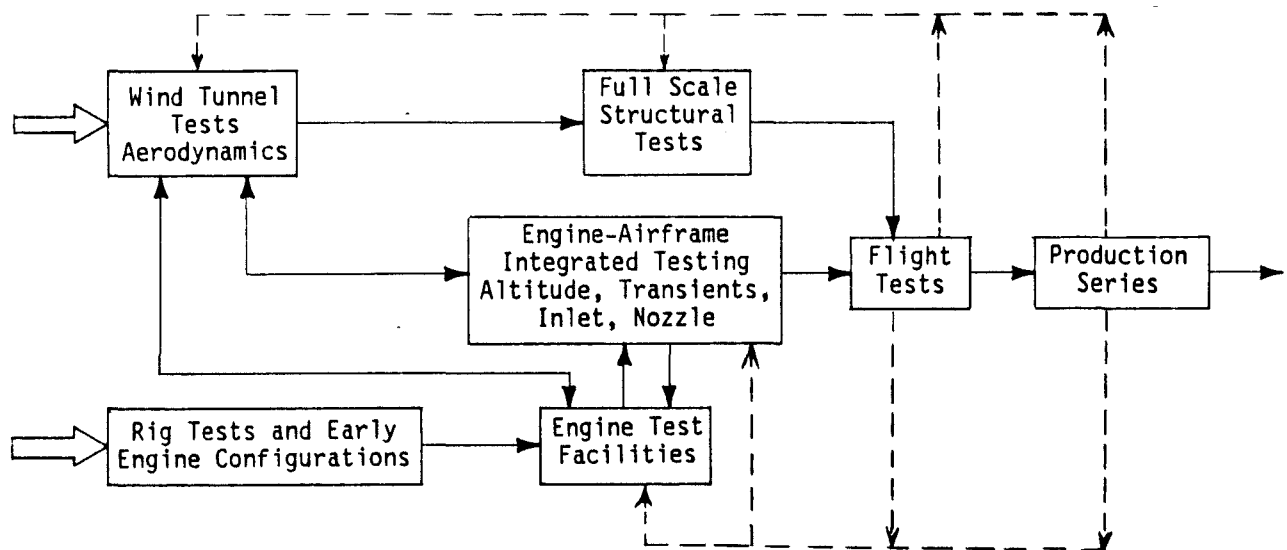 Wind Tunnel
Tests
Aerodynamics
Full Scale
Structural
Tests
Engine-Airframe
Integrated Testing
Altitude, Transients,
Inlet, Nozzle
Flight
Tests
Production
Series
Rig Tests and Early
Engine Configurations
Engine Test
Facilities